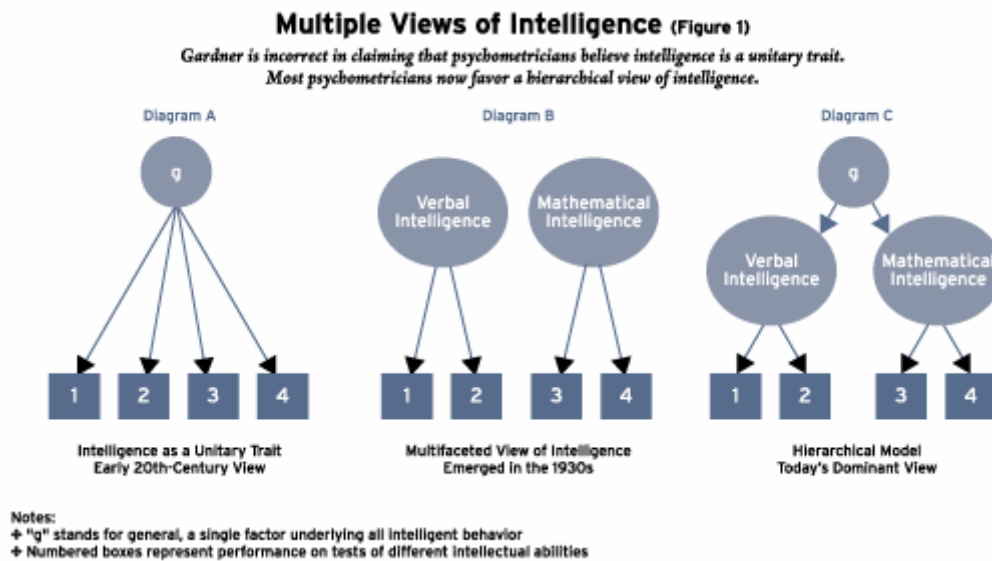 Multiple Views of Intelligence (Figure 1)
Gardner is incorrect in claiming that psychometricians believe intelligence is a unitary trait.
Most psychometricians now favor a hierarchical view of intelligence.
Diagram A
g
1 2 3 4
Intelligence as a Unitary Trait
Early 20th-Century View
Diagram B
Verbal
Intelligence
Mathematical
Intelligence
1 2 3 4
Multifaceted View of Intelligence
Emerged in the 1930s
Diagram C
g
Verbal
Intelligence
Mathematical
Intelligence
1 2 3 4
Hierarchical Model
Today's Dominant View
Notes:
+ "g" stands for general, a single factor underlying all intelligent behavior
+ Numbered boxes represent performance on tests of different intellectual abilities